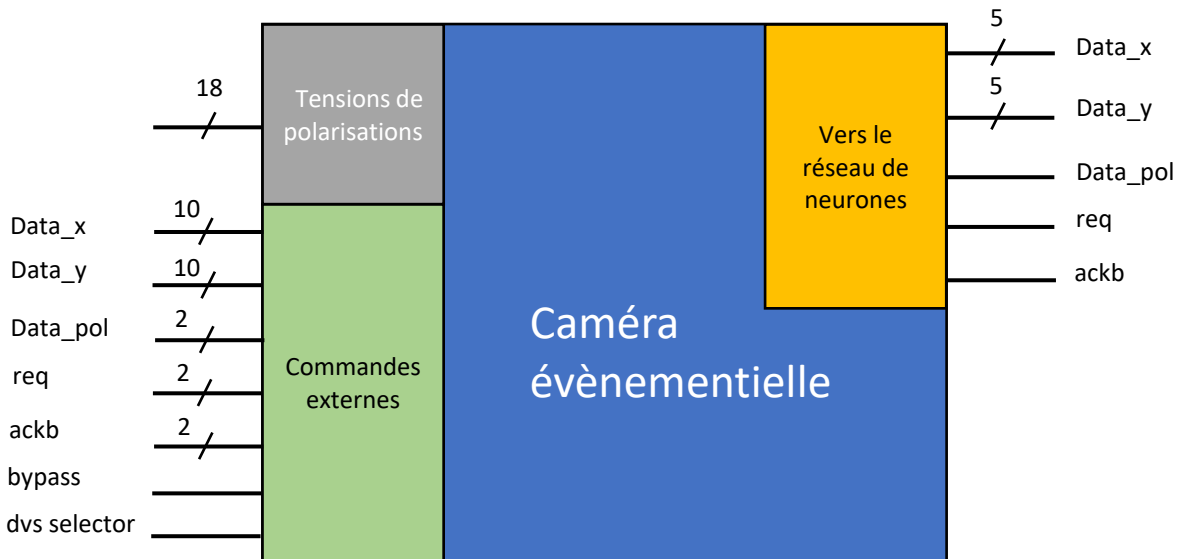 18
Tensions de
polarisations
Data_x
10
Data_y
10
Data_pol
2
req
2
ackb
2
bypass
dvs selector
Commandes
externes
Caméra
évènementielle
Vers le
réseau de
neurones
5
Data_x
5
Data_y
Data_pol
req
ackb